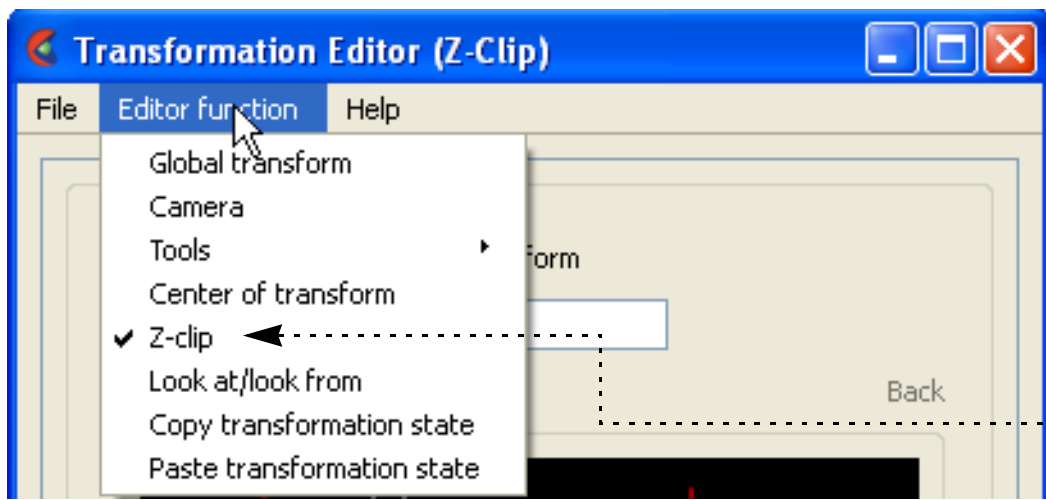 Transformation Editor (Z-Clip)
File Editor function Help
Global transform
Camera
Tools
form
Center of transform
Z-clip
Look at/look from
Back
Copy transformation state
Paste transformation state